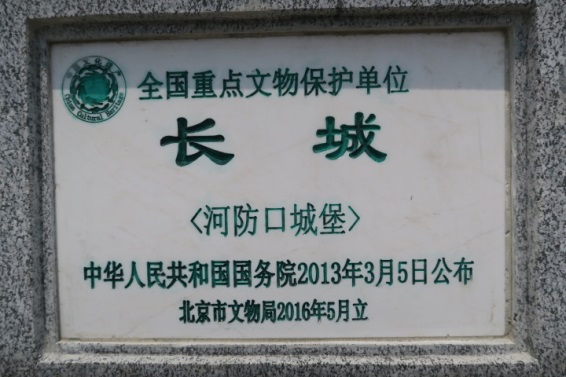 全国重点文物保护单位
长城
〈河防口城堡〉
中华人民共和国国务院2013年3月5日公布
北京市文物局2016年5月立